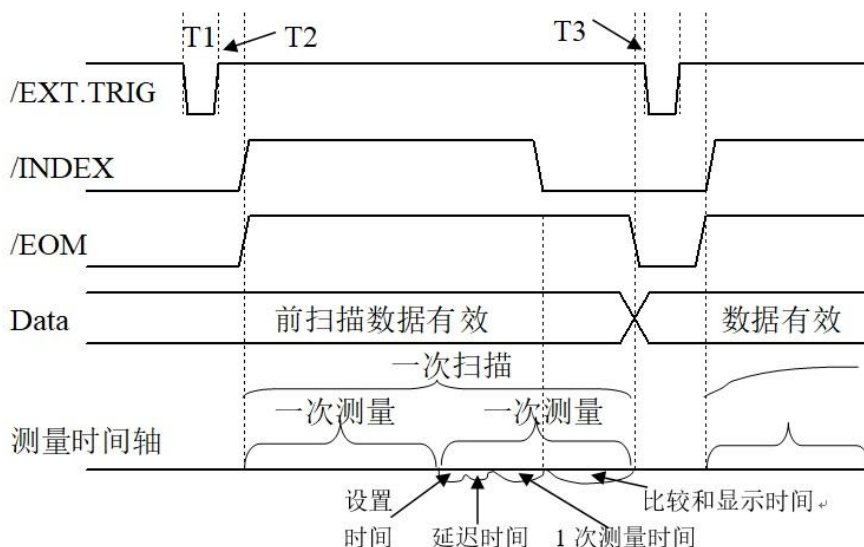 T1
T2
T3
/EXT.TRIG
/INDEX
/EOM
Data
前扫描数据有效
数据有效
一次扫描
一次测量
一次测量
测量时间轴
设置
时间
延迟时间
1 次测量时间
比较和显示时间